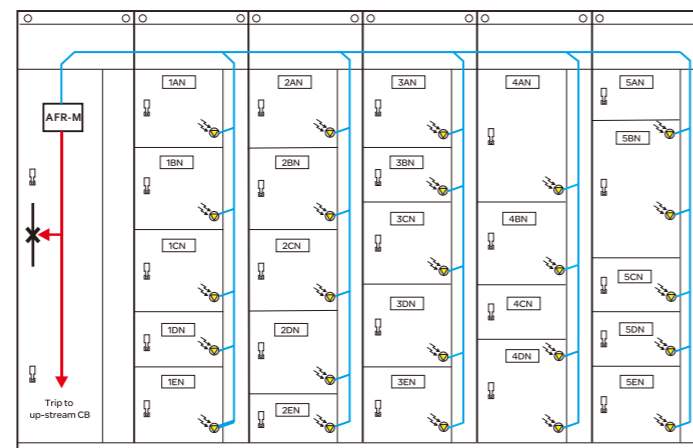 AFR-M
Trip to
up-stream CB
1AN
1BN
1CN
1DN
1EN
2AN
2BN
2CN
2DN
2EN
3AN
3BN
3CN
3DN
3EN
4AN
4BN
4CN
4DN
5AN
5BN
5CN
5DN
5EN